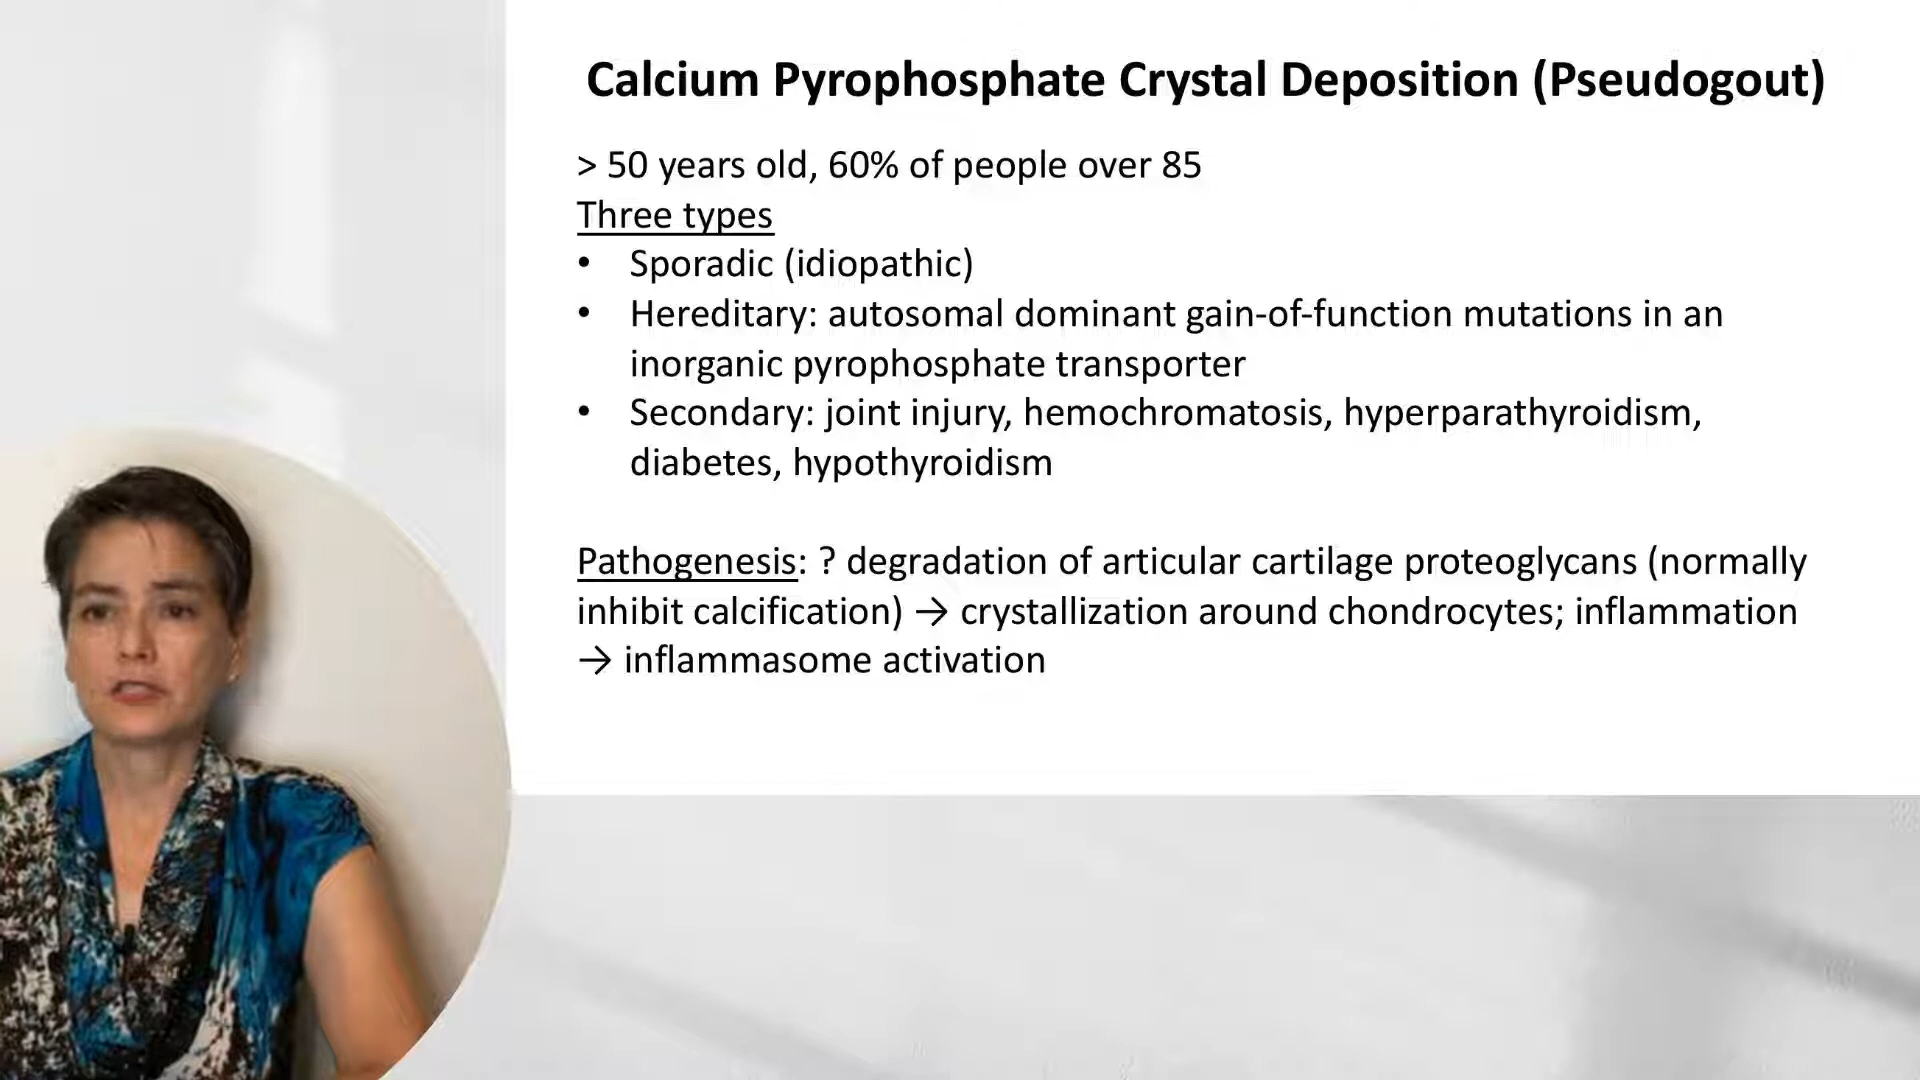 Calcium Pyrophosphate Crystal Deposition (Pseudogout)
> 50 years old, 60% of people over 85
Three types
• Sporadic (idiopathic)
• Hereditary: autosomal dominant gain-of-function mutations in an
inorganic pyrophosphate transporter
• Secondary: joint injury, hemochromatosis, hyperparathyroidism,
diabetes, hypothyroidism
Pathogenesis: ? degradation of articular cartilage proteoglycans (normally
inhibit calcification) → crystallization around chondrocytes; inflammation
→ inflammasome activation